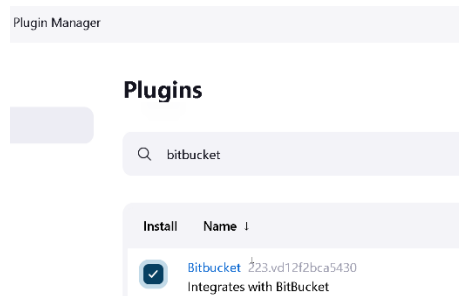 Plugin Manager
Plugins
bitbucket
Install Name ↓
Bitbucket 223.vd12f2bca5430
Integrates with BitBucket